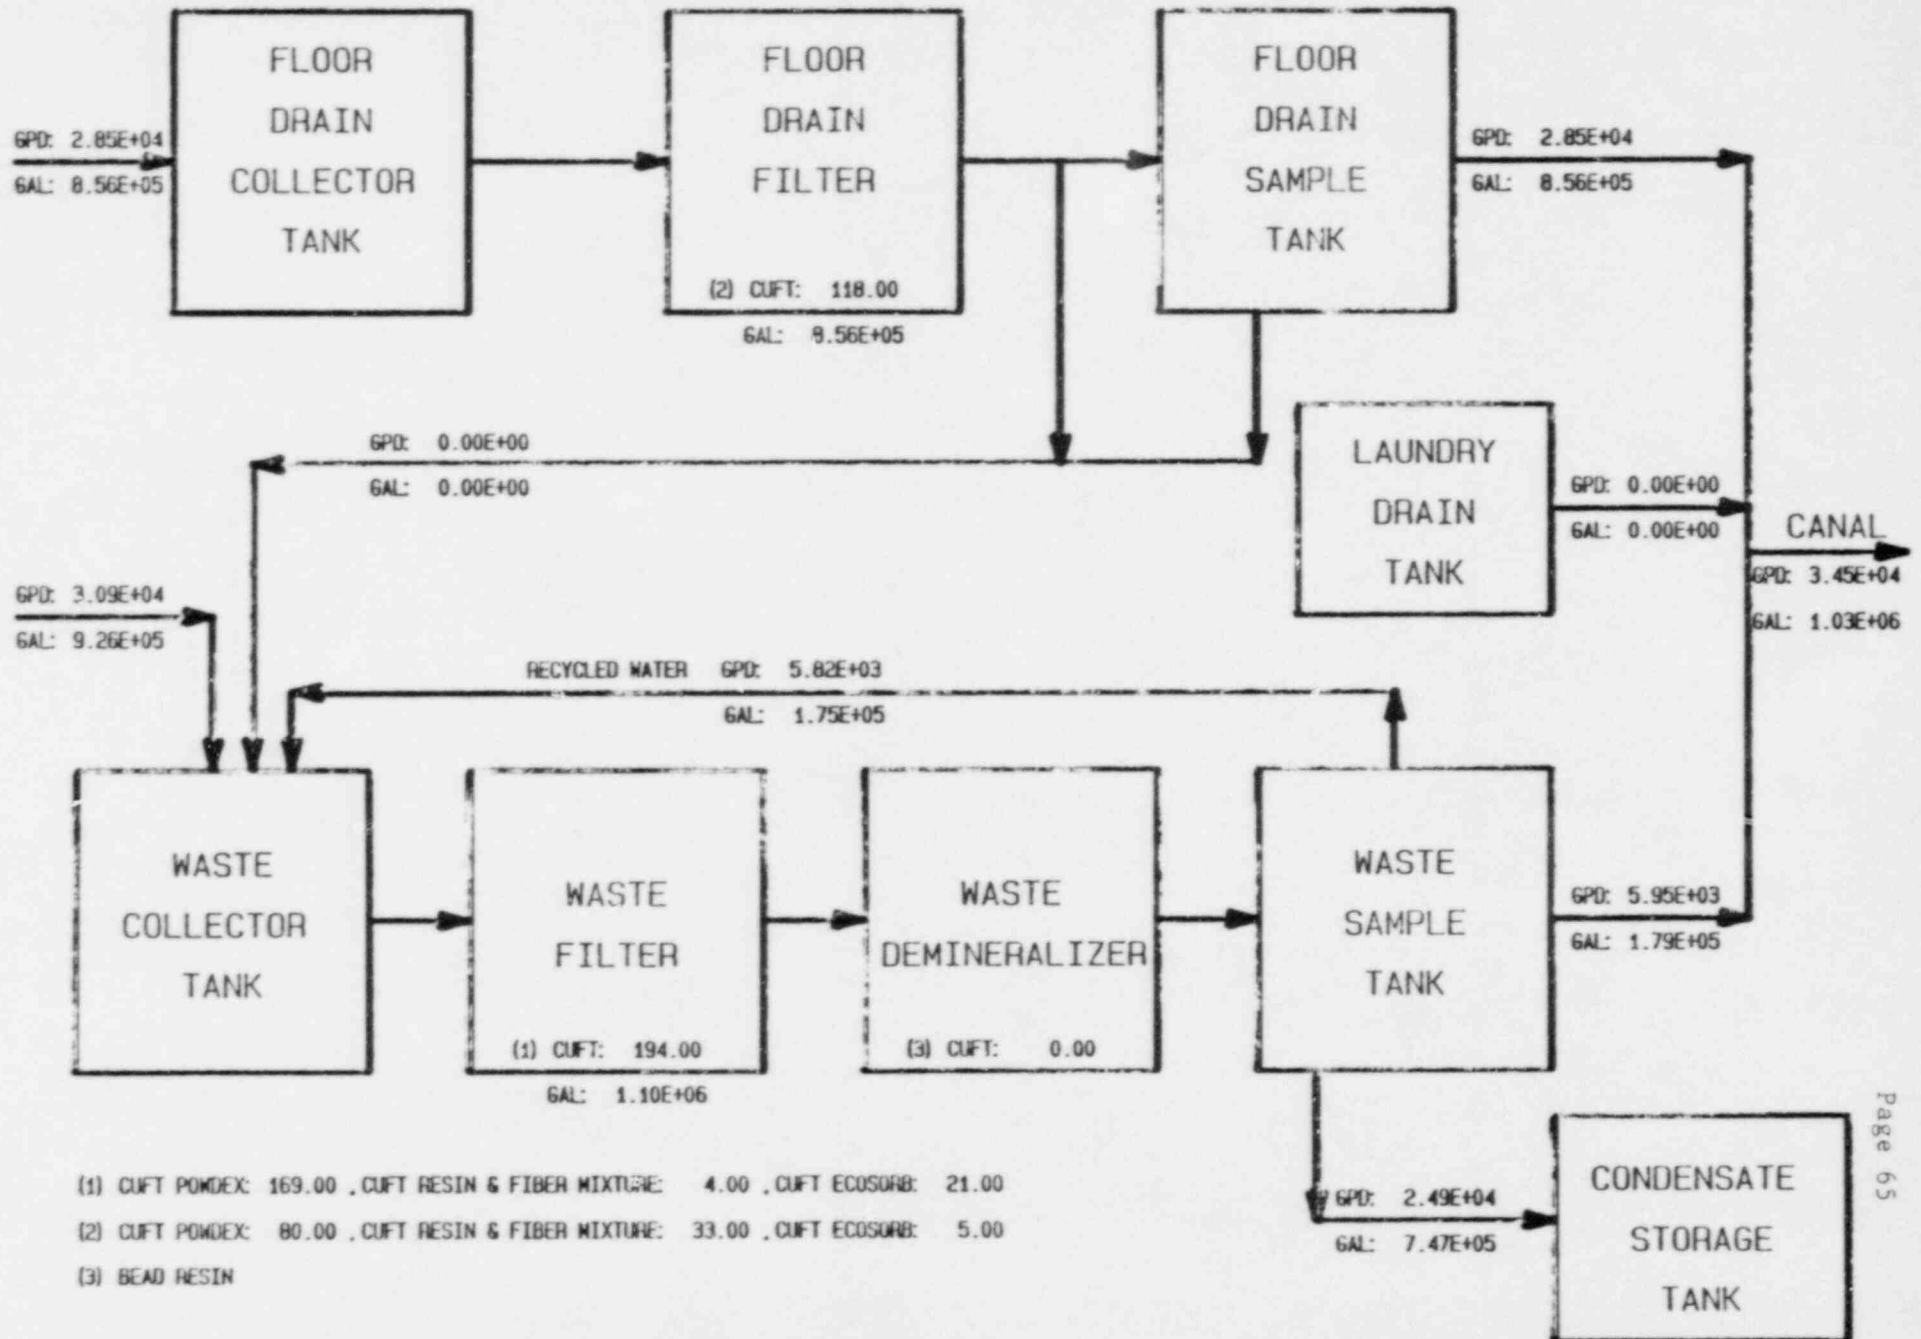 FLOOR
DRAIN
COLLECTOR
TANK
FLOOR
DRAIN
FILTER
(2) CUFT: 118.00
GAL: 8.56E+05
FLOOR
DRAIN
SAMPLE
TANK
GPD: 2.85E+04
GAL: 8.56E+05
GPD: 2.85E+04
GAL: 8.56E+05
GPD: 0.00E+00
GAL: 0.00E+00
LAUNDRY
DRAIN
TANK
GPD: 0.00E+00
GAL: 0.00E+00
CANAL
GPD: 3.45E+04
GAL: 1.03E+06
GPD: 3.09E+04
GAL: 9.26E+05
RECYCLED WATER GPD: 5.82E+03
GAL: 1.75E+05
WASTE
COLLECTOR
TANK
WASTE
FILTER
(1) CUFT: 194.00
GAL: 1.10E+06
WASTE
DEMINERALIZER
(3) CUFT: 0.00
WASTE
SAMPLE
TANK
GPD: 5.95E+03
GAL: 1.79E+05
GPD: 2.49E+04
GAL: 7.47E+05
CONDENSATE
STORAGE
TANK
(1) CUFT POWDEX: 169.00 , CUFT RESIN & FIBER MIXTURE: 4.00 , CUFT ECOSORB: 21.00
(2) CUFT POWDEX: 80.00 , CUFT RESIN & FIBER MIXTURE: 33.00 , CUFT ECOSORB: 5.00
(3) BEAD RESIN
Page 65